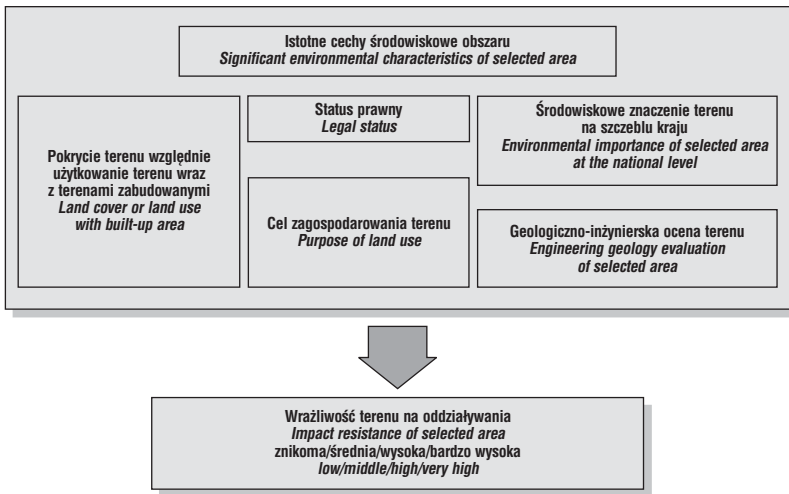 Istotne cechy środowiskowe obszaru
Significant environmental characteristics of selected area
Pokrycie terenu względnie
użytkowanie terenu wraz
z terenami zabudowanymi
Land cover or land use
with built-up area
Status prawny
Legal status
Cel zagospodarowania terenu
Purpose of land use
Środowiskowe znaczenie terenu
na szczeblu kraju
Environmental importance of selected area
at the national level
Geologiczno-inżynierska ocena terenu
Engineering geology evaluation
of selected area
Wrażliwość terenu na oddziaływania
Impact resistance of selected area
znikoma/średnia/wysoka/bardzo wysoka
low/middle/high/very high